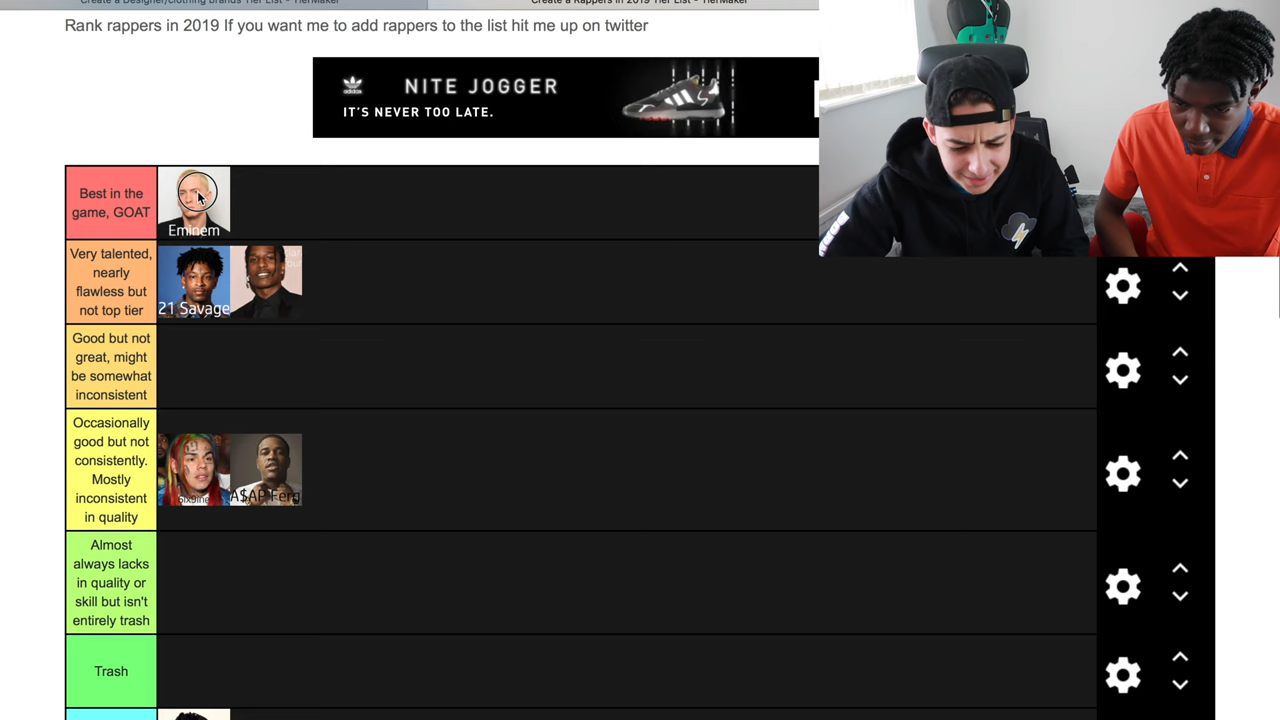 Rank rappers in 2019 If you want me to add rappers to the list hit me up on twitter
NITE JOGGER
IT'S NEVER TOO LATE.
Best in the
game, GOAT
Eminem
Very talented,
nearly
flawless but
not top tier
21 Savage
Good but not
great, might
be somewhat
inconsistent
Occasionally
good but not
consistently.
Mostly
inconsistent
in quality
6ix9ine
A$AP Ferg
Almost
always lacks
in quality or
skill but isn't
entirely trash
Trash